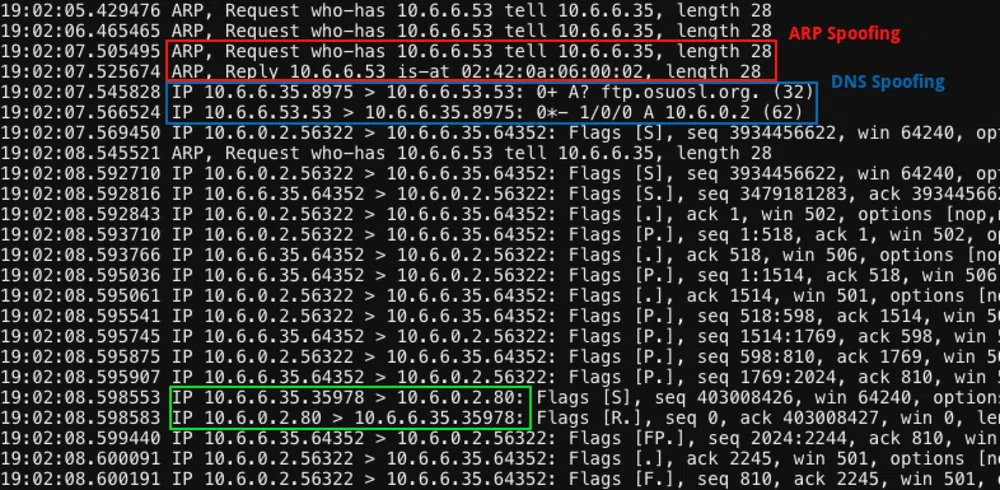 19:02:05.429476 ARP, Request who-has 10.6.6.53 tell 10.6.6.35, length 28
19:02:06.465465 ARP, Request who-has 10.6.6.53 tell 10.6.6.35, length 28
ARP Spoofing
19:02:07.505495 ARP, Request who-has 10.6.6.53 tell 10.6.6.35, length 28
19:02:07.525674 ARP, Reply 10.6.6.53 is-at 02:42:0a:06:00:02, length 28
DNS Spoofing
19:02:07.545828 IP 10.6.6.35.8975 > 10.6.6.53.53: 0+ A? ftp.osuosl.org. (32)
19:02:07.566524 IP 10.6.6.53.53 > 10.6.6.35.8975: 0*- 1/0/0 A 10.6.0.2 (62)
19:02:07.569450 IP 10.6.0.2.56322 > 10.6.6.35.64352: Flags [S], seq 3934456622, win 64240, op
19:02:08.545521 ARP, Request who-has 10.6.6.53 tell 10.6.6.35, length 28
19:02:08.592710 IP 10.6.0.2.56322 > 10.6.6.35.64352: Flags [S], seq 3934456622, win 64240, op
19:02:08.592816 IP 10.6.6.35.64352 > 10.6.0.2.56322: Flags [S.], seq 3479181283, ack 39344566
19:02:08.592843 IP 10.6.0.2.56322 > 10.6.6.35.64352: Flags [.], ack 1, win 502, options [nop,
19:02:08.593710 IP 10.6.0.2.56322 > 10.6.6.35.64352: Flags [P.], seq 1:518, ack 1, win 502, o
19:02:08.593766 IP 10.6.6.35.64352 > 10.6.0.2.56322: Flags [.], ack 518, win 506, options [nop
19:02:08.595036 IP 10.6.6.35.64352 > 10.6.0.2.56322: Flags [P.], seq 1:1514, ack 518, win 506
19:02:08.595061 IP 10.6.0.2.56322 > 10.6.6.35.64352: Flags [.], ack 1514, win 501, options [n
19:02:08.595541 IP 10.6.0.2.56322 > 10.6.6.35.64352: Flags [P.], seq 518:598, ack 1514, win 5
19:02:08.595745 IP 10.6.6.35.64352 > 10.6.0.2.56322: Flags [P.], seq 1514:1769, ack 598, win
19:02:08.595875 IP 10.6.0.2.56322 > 10.6.6.35.64352: Flags [P.], seq 598:810, ack 1769, win 5
19:02:08.595907 IP 10.6.6.35.64352 > 10.6.0.2.56322: Flags [P.], seq 1769:2024, ack 810, win
19:02:08.598553 IP 10.6.6.35.35978 > 10.6.0.2.80: Flags [S], seq 403008426, win 64240, option
19:02:08.598583 IP 10.6.0.2.80 > 10.6.6.35.35978: Flags [R.], seq 0, ack 403008427, win 0, le
19:02:08.599440 IP 10.6.6.35.64352 > 10.6.0.2.56322: Flags [FP.], seq 2024:2244, ack 810, win
19:02:08.600091 IP 10.6.0.2.56322 > 10.6.6.35.64352: Flags [.], ack 2245, win 501, options [n
19:02:08.600191 IP 10.6.0.2.56322 > 10.6.6.35.64352: Flags [F.], seq 810, ack 2245, win 501,